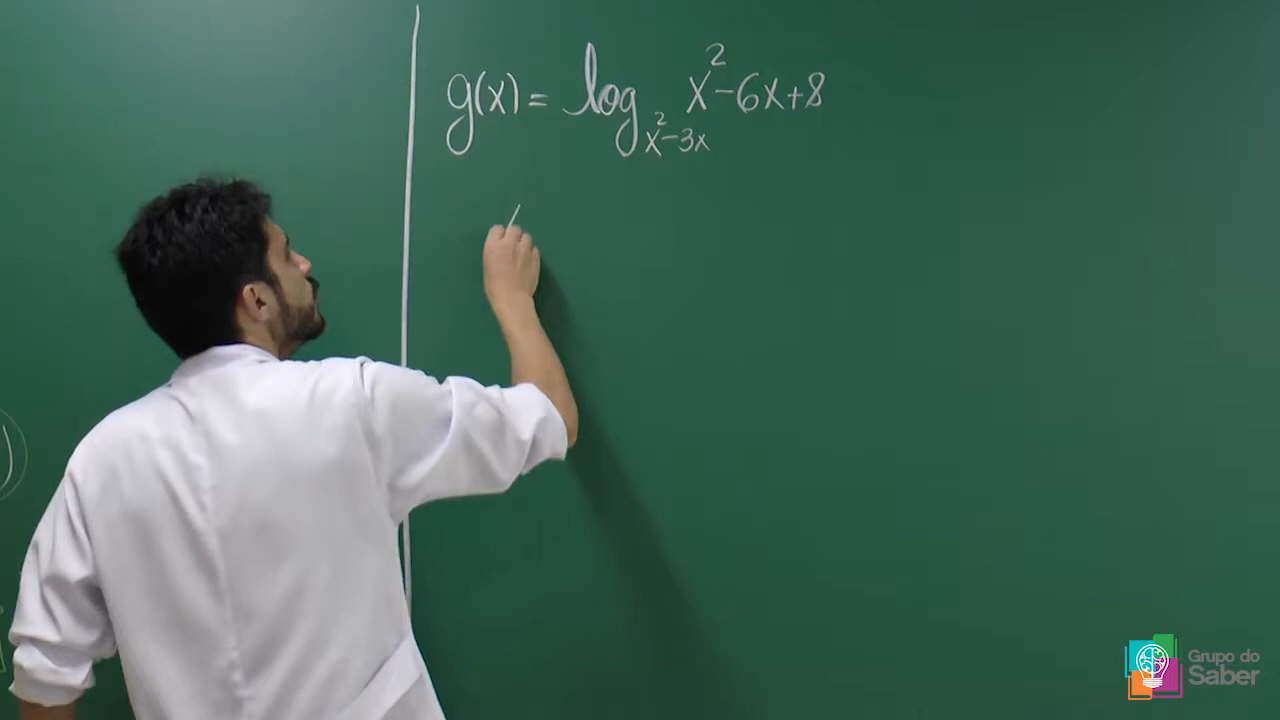 g(x) = log_{x²-3x} x²-6x+8
Grupo do
Saber